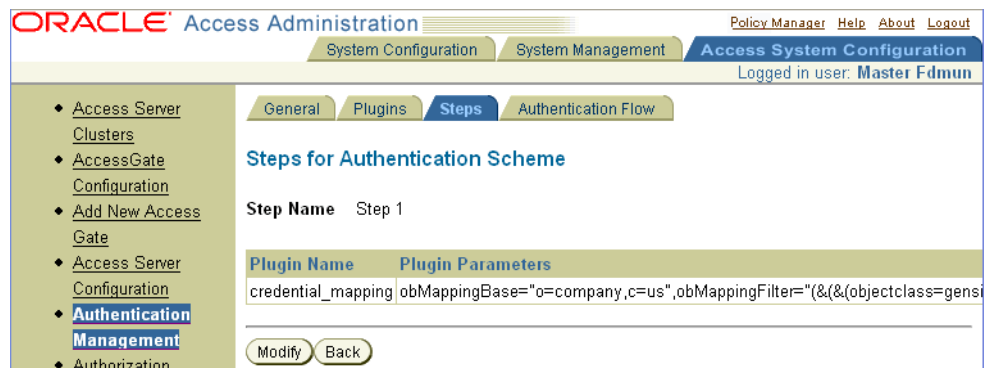 ORACLE Access Administration
Policy Manager Help About Logout
System Configuration System Management Access System Configuration
Logged in user: Master Fdmun
Access Server
Clusters
AccessGate
Configuration
Add New Access
Gate
Access Server
Configuration
Authentication
Management
Authorization
General Plugins Steps Authentication Flow
Steps for Authentication Scheme
Step Name Step 1
Plugin Name Plugin Parameters
credential_mapping obMappingBase="o=company,c=us",obMappingFilter="(&(&(objectclass=gensi
Modify Back